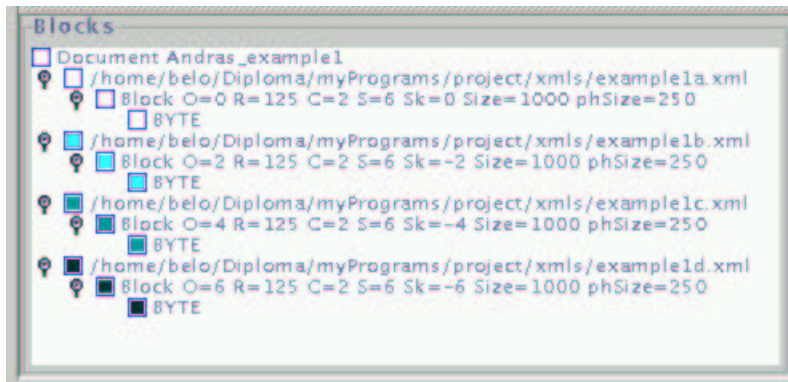 Blocks
Document Andras_example1
/home/belo/Diploma/myPrograms/project/xmls/example1a.xml
Block O=0 R=125 C=2 S=6 Sk=0 Size=1000 phSize=250
BYTE
/home/belo/Diploma/myPrograms/project/xmls/example1b.xml
Block O=2 R=125 C=2 S=6 Sk=-2 Size=1000 phSize=250
BYTE
/home/belo/Diploma/myPrograms/project/xmls/example1c.xml
Block O=4 R=125 C=2 S=6 Sk=-4 Size=1000 phSize=250
BYTE
/home/belo/Diploma/myPrograms/project/xmls/example1d.xml
Block O=6 R=125 C=2 S=6 Sk=-6 Size=1000 phSize=250
BYTE